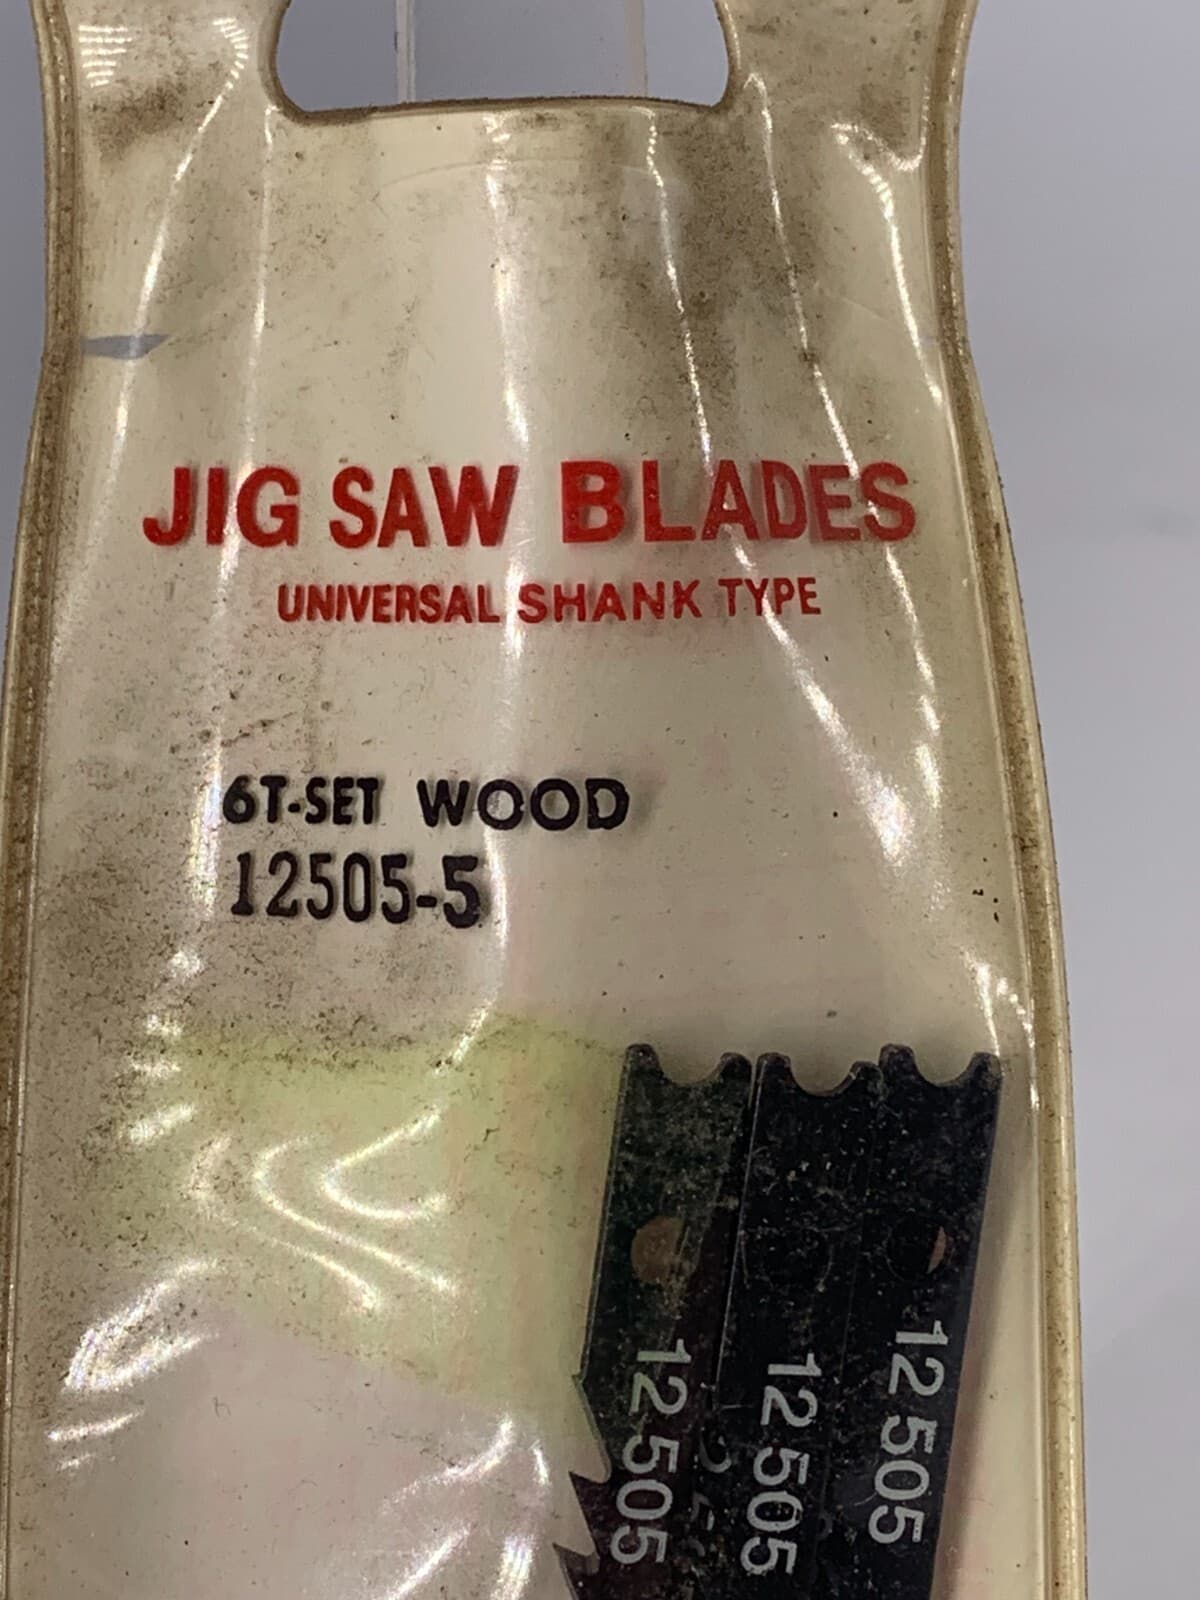 JIG SAW BLADES
UNIVERSAL SHANK TYPE
6T-SET WOOD
12505-5
12505
12505
12505